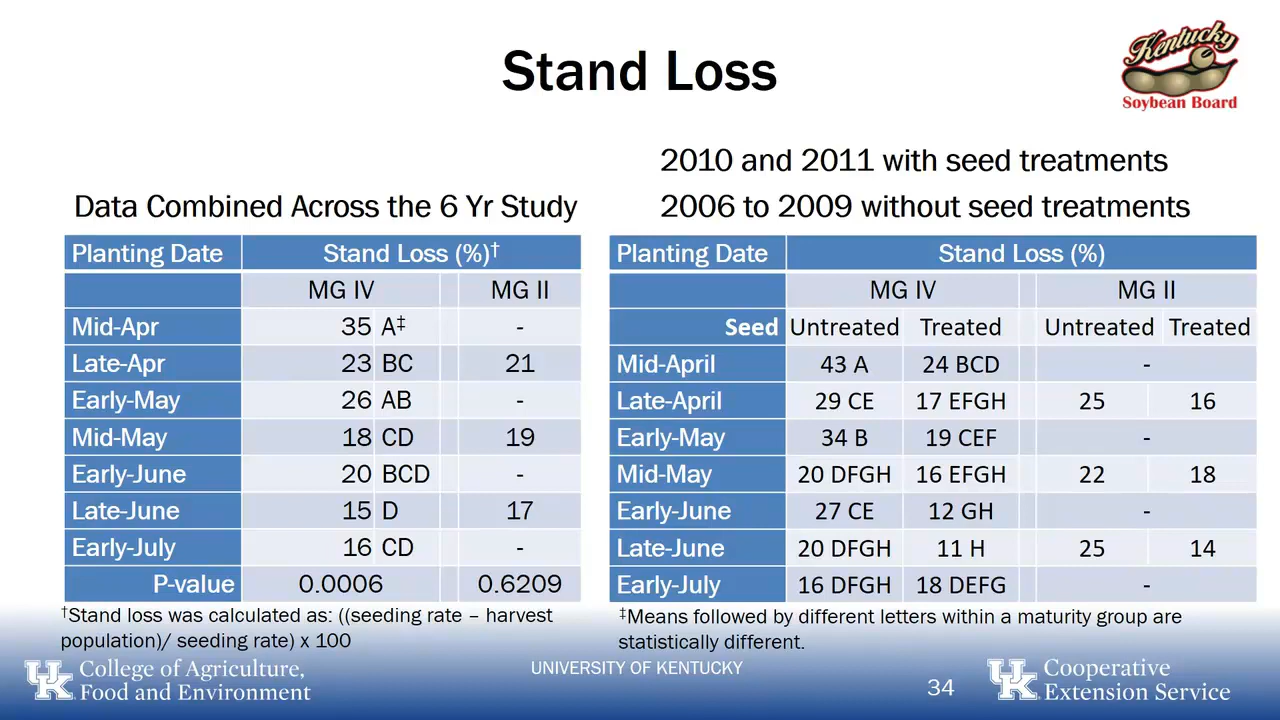 Stand Loss
Kentucky
Soybean Board
Data Combined Across the 6 Yr Study
Planting Date Stand Loss (%)†
MG IV MG II
Mid-Apr 35 A‡ -
Late-Apr 23 BC 21
Early-May 26 AB -
Mid-May 18 CD 19
Early-June 20 BCD -
Late-June 15 D 17
Early-July 16 CD -
P-value 0.0006 0.6209
†Stand loss was calculated as: ((seeding rate – harvest
population)/ seeding rate) x 100
2010 and 2011 with seed treatments
2006 to 2009 without seed treatments
Planting Date Stand Loss (%)
MG IV MG II
Seed Untreated Treated Untreated Treated
Mid-April 43 A 24 BCD -
Late-April 29 CE 17 EFGH 25 16
Early-May 34 B 19 CEF -
Mid-May 20 DFGH 16 EFGH 22 18
Early-June 27 CE 12 GH -
Late-June 20 DFGH 11 H 25 14
Early-July 16 DFGH 18 DEFG -
‡Means followed by different letters within a maturity group are
statistically different.
UK College of Agriculture,
Food and Environment
UNIVERSITY OF KENTUCKY
34
UK Cooperative
Extension Service